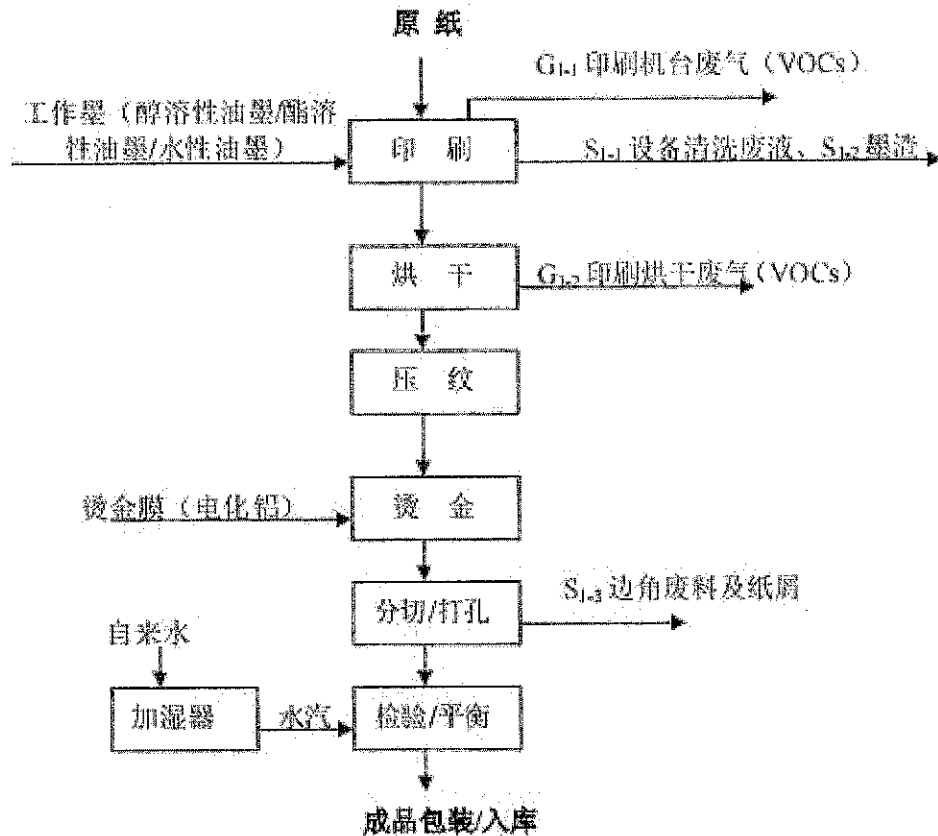 原 纸
G1-1 印刷机台废气（VOCs）
工作墨（醇溶性油墨/酯溶
性油墨/水性油墨）
印 刷
S1-1 设备清洗废液、S1-2 墨渣
烘 干
G1-2 印刷烘干废气（VOCs）
压 纹
烫金膜（电化铝）
烫 金
S1-3 边角废料及纸屑
分切/打孔
自来水
加湿器
水汽
检验/平衡
成品包装/入库